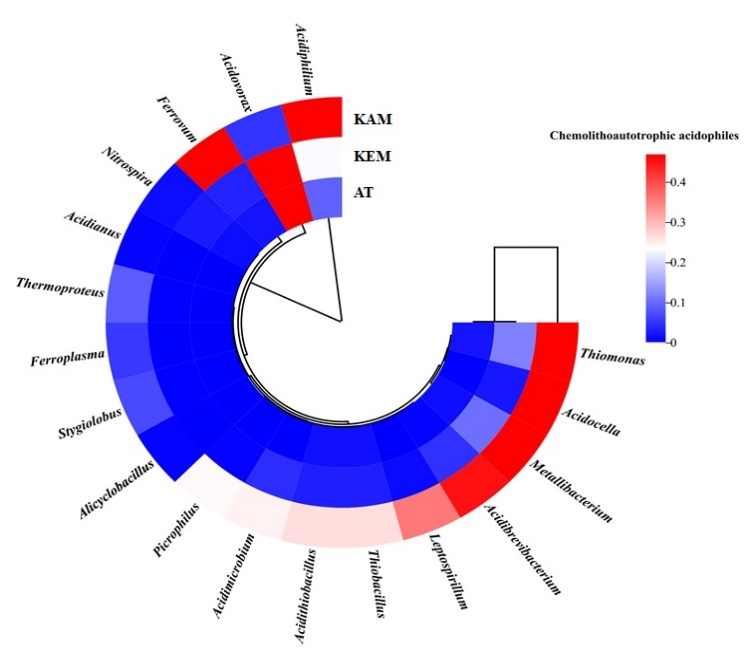 Acidiphilium
Acidovorax
Ferrovum
Nitrospira
Acidianus
Thermoproteus
Ferroplasma
Stygiolobus
Alicyclobacillus
Picrophilus
Acidimicrobium
Acidithiobacillus
Thiobacillus
Leptospirillum
Acidibrevibacterium
Metallibacterium
Acidocella
Thiomonas
KAM
KEM
AT
Chemolithoautotrophic acidophiles
0.4
0.3
0.2
0.1
0